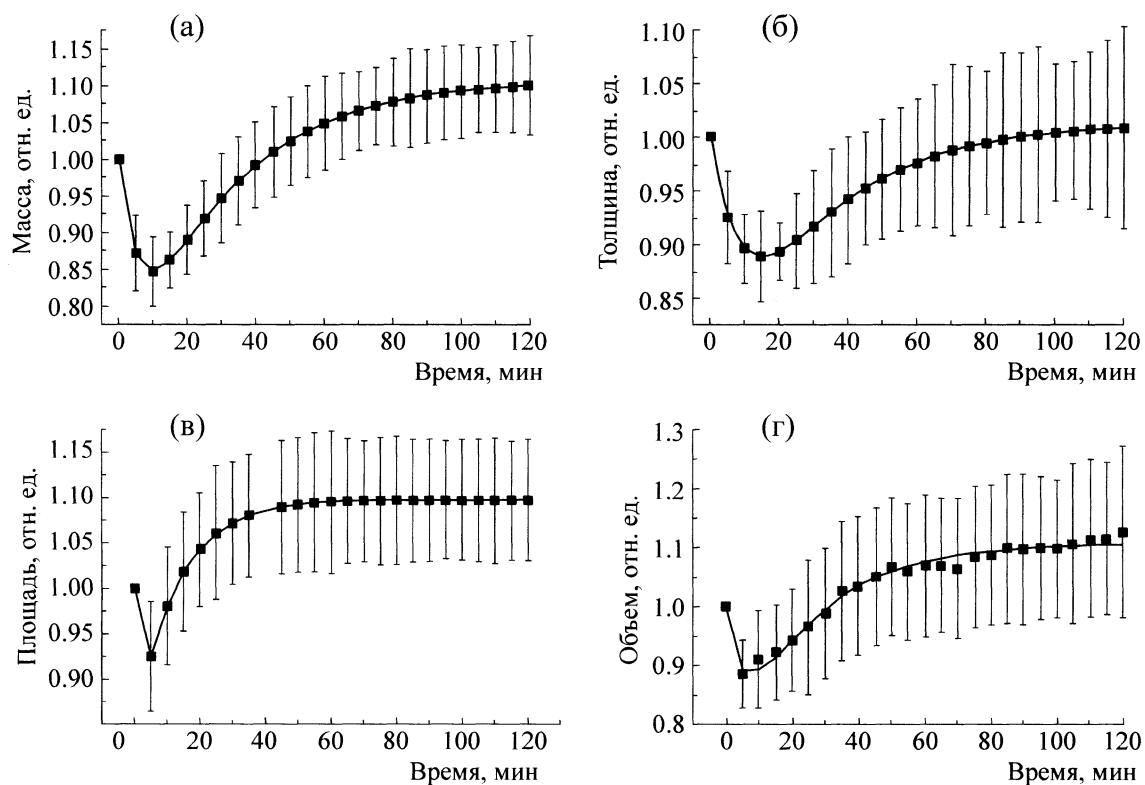 (а)
Масса, отн. ед.
1.15
1.10
1.05
1.00
0.95
0.90
0.85
0.80
0 20 40 60 80 100 120
Время, мин
(б)
Толщина, отн. ед.
1.10
1.05
1.00
0.95
0.90
0.85
0 20 40 60 80 100 120
Время, мин
(в)
Площадь, отн. ед.
1.15
1.10
1.05
1.00
0.95
0.90
0 20 40 60 80 100 120
Время, мин
(г)
Объем, отн. ед.
1.3
1.2
1.1
1.0
0.9
0.8
0 20 40 60 80 100 120
Время, мин